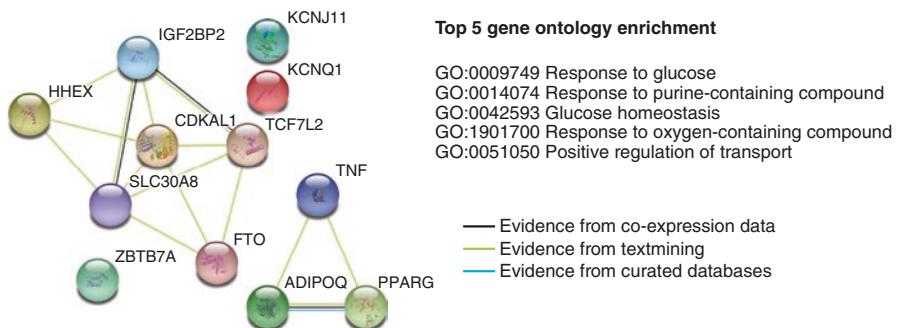 IGF2BP2
KCNJ11
KCNQ1
HHEX
CDKAL1
TCF7L2
SLC30A8
TNF
ZBTB7A
FTO
ADIPOQ
PPARG
Top 5 gene ontology enrichment
GO:0009749 Response to glucose
GO:0014074 Response to purine-containing compound
GO:0042593 Glucose homeostasis
GO:1901700 Response to oxygen-containing compound
GO:0051050 Positive regulation of transport
Evidence from co-expression data
Evidence from textmining
Evidence from curated databases